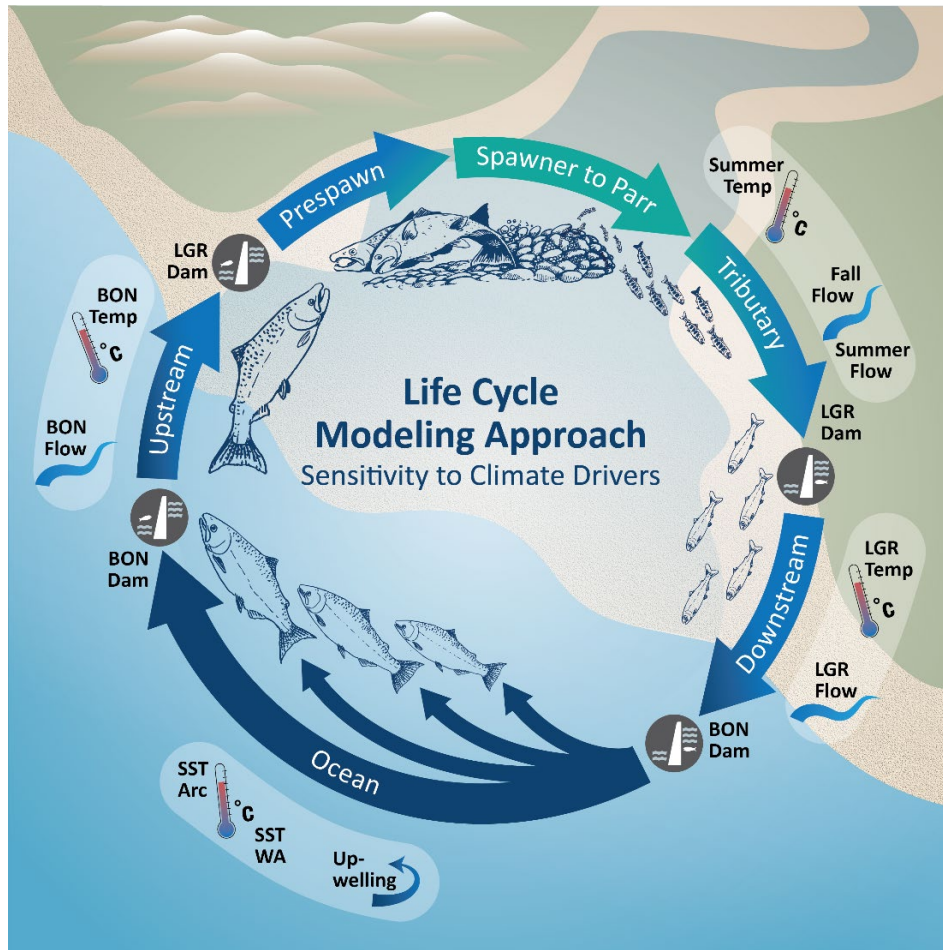 Life Cycle
Modeling Approach
Sensitivity to Climate Drivers
Prespawn
Spawner to Parr
Summer
Temp
°C
Tributary
Fall
Flow
Summer
Flow
LGR
Dam
Downstream
LGR
Temp
°C
LGR
Flow
BON
Dam
Ocean
SST
Arc
°C
SST
WA
Up-
welling
BON
Dam
Upstream
BON
Temp
°C
BON
Flow
LGR
Dam